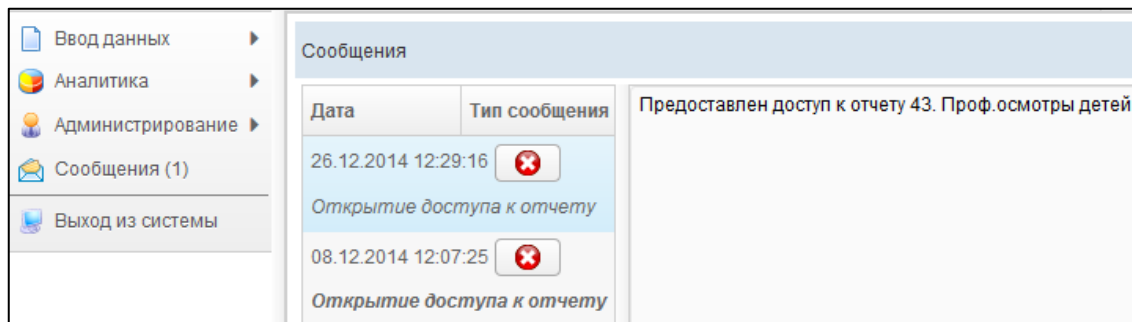 Ввод данных
Аналитика
Администрирование
Сообщения (1)
Выход из системы
Сообщения
Дата
Тип сообщения
26.12.2014 12:29:16
Открытие доступа к отчету
08.12.2014 12:07:25
Открытие доступа к отчету
Предоставлен доступ к отчету 43. Проф.осмотры детей